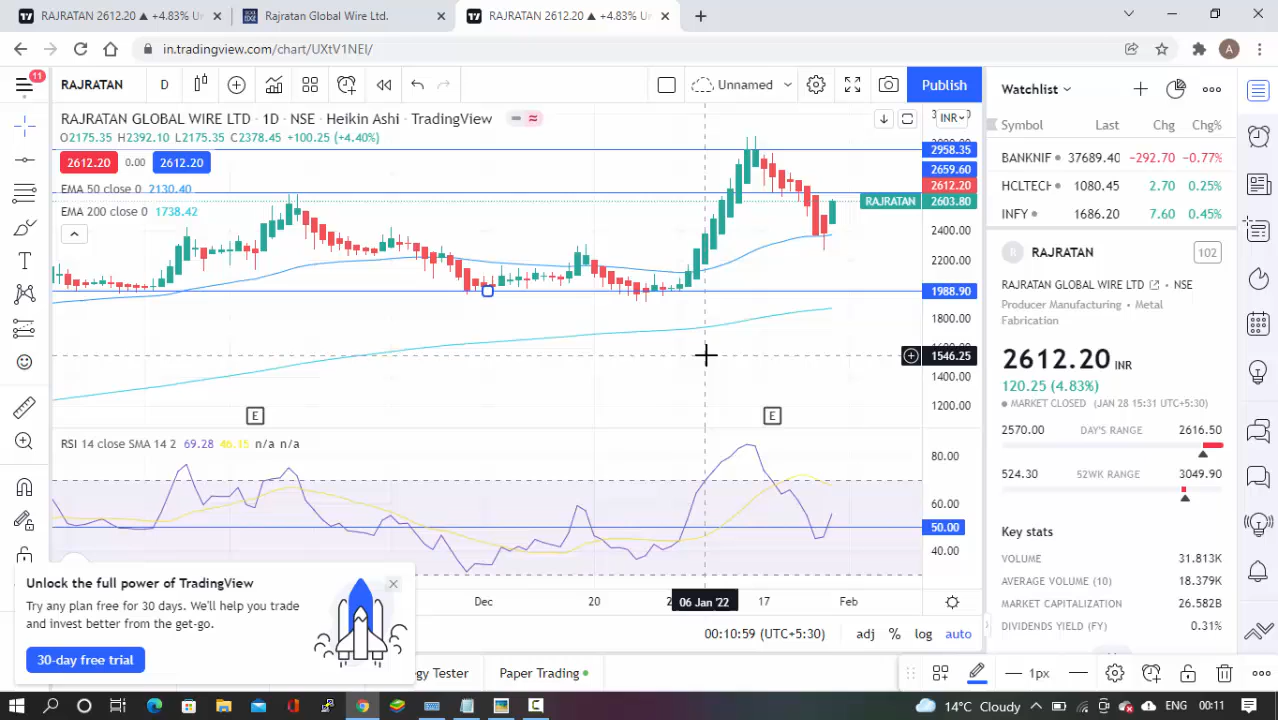 RAJRATAN 2612.20 ▲ +4.83% Un
Rajratan Global Wire Ltd.
RAJRATAN 2612.20 ▲ +4.83% Un
in.tradingview.com/chart/UXtV1NEI/
A
11
RAJRATAN
D
Unnamed
Publish
RAJRATAN GLOBAL WIRE LTD · 1D · NSE · Heikin Ashi · TradingView
O2175.35 H2392.10 L2175.35 C2378.45 +100.25 (+4.40%)
2612.20 0.00 2612.20
EMA 50 close 0 2130.40
EMA 200 close 0 1738.42
INR
2958.35
2659.60
2612.20
RAJRATAN 2603.80
2400.00
2200.00
1988.90
1800.00
1546.25
1400.00
1200.00
E
E
RSI 14 close SMA 14 2 69.28 46.15 n/a n/a
80.00
60.00
50.00
40.00
Dec
20
06 Jan '22
17
Feb
00:10:59 (UTC+5:30)
adj % log auto
Unlock the full power of TradingView
Try any plan free for 30 days. We'll help you trade
and invest better from the get-go.
30-day free trial
gy Tester
Paper Trading
1px
Watchlist
Symbol Last Chg Chg%
BANKNIF 37689.40 -292.70 -0.77%
HCLTECH 1080.45 2.70 0.25%
INFY 1686.20 7.60 0.45%
R
RAJRATAN
102
RAJRATAN GLOBAL WIRE LTD • NSE
Producer Manufacturing • Metal
Fabrication
2612.20 INR
120.25 (4.83%)
MARKET CLOSED (JAN 28 15:31 UTC+5:30)
2570.00 DAY'S RANGE 2616.50
524.30 52WK RANGE 3049.90
Key stats
VOLUME 31.813K
AVERAGE VOLUME (10) 18.379K
MARKET CAPITALIZATION 26.582B
DIVIDENDS YIELD (FY) 0.31%
14°C Cloudy
ENG
00:11